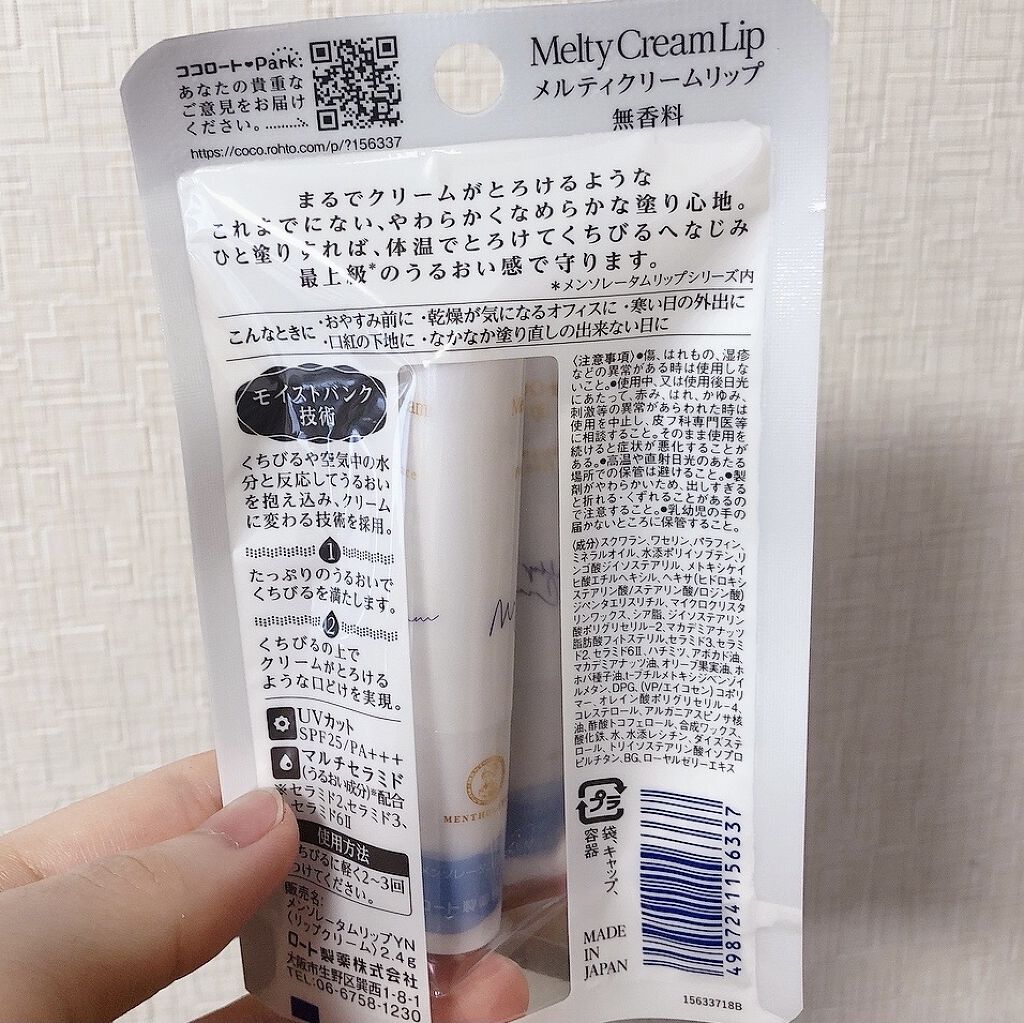 ココロート♥Park:
あなたの貴重な
ご意見をお届け
ください。
https://coco.rohto.com/p/?156337
Melty Cream Lip
メルティクリームリップ
無香料
まるでクリームがとろけるような
これまでにない、やわらかくなめらかな塗り心地。
ひと塗りすれば、体温でとろけてくちびるへなじみ
最上級*のうるおい感で守ります。
*メンソレータムリップシリーズ内
こんなときに
・おやすみ前に ・乾燥が気になるオフィスに ・寒い日の外出に
・口紅の下地に ・なかなか塗り直しの出来ない日に
モイストバンク
技術
くちびるや空気中の水
分と反応してうるおい
を抱え込み、クリーム
に変わる技術を採用。
1
たっぷりのうるおいで
くちびるを満たします。
2
くちびるの上で
クリームがとろける
ような口どけを実現。
UVカット
SPF25/PA+++
マルチセラミド
(うるおい成分)※配合
※セラミド2、セラミド3、
セラミド6II
使用方法
ちびるに軽く2~3回
つけてください。
販売名:
メンソレータムリップYN
(リップクリーム) 2.4g
ロート製薬株式会社
大阪市生野区巽西1-8-1
TEL:06-6758-1230
MENTHO
〈注意事項〉●傷、はれもの、湿疹
などの異常がある時は使用しな
いこと。●使用中、又は使用後日光
にあたって、赤み、はれ、かゆみ、
刺激等の異常があらわれた時は
使用を中止し、皮フ科専門医等
に相談すること。そのまま使用を
続けると症状が悪化することが
ある。●高温や直射日光のあたる
場所での保管は避けること。●製
剤がやわらかいため、出しすぎる
と折れる・くずれることがあるの
で注意すること。●乳幼児の手の
届かないところに保管すること。
〈成分〉スクワラン、ワセリン、パラフィン、
ミネラルオイル、水添ポリイソブテン、リ
ンゴ酸ジイソステアリル、メトキシケイ
ヒ酸エチルヘキシル、ヘキサ(ヒドロキシ
ステアリン酸/ステアリン酸/ロジン酸)
ジペンタエリスリチル、マイクロクリスタ
リンワックス、シア脂、ジイソステアリン
酸ポリグリセリル-2、マカデミアナッツ
脂肪酸フィトステリル、セラミド3、セラミ
ド2、セラミド6II、ハチミツ、アボカド油、
マカデミアナッツ油、オリーブ果実油、ホ
ホバ種子油、t-ブチルメトキシジベンゾイ
ルメタン、DPG、(VP/エイコセン)コポリ
マー、オレイン酸ポリグリセリル-4、
コレステロール、アルガニアスピノサ核
油、酢酸トコフェロール、合成ワックス、
酸化鉄、水、水添レシチン、ダイズステ
ロール、トリイソステアリン酸イソプロ
ピルチタン、BG、ローヤルゼリーエキス
プラ
袋、キャップ、
容器
MADE
IN
JAPAN
4987241156337
15633718B